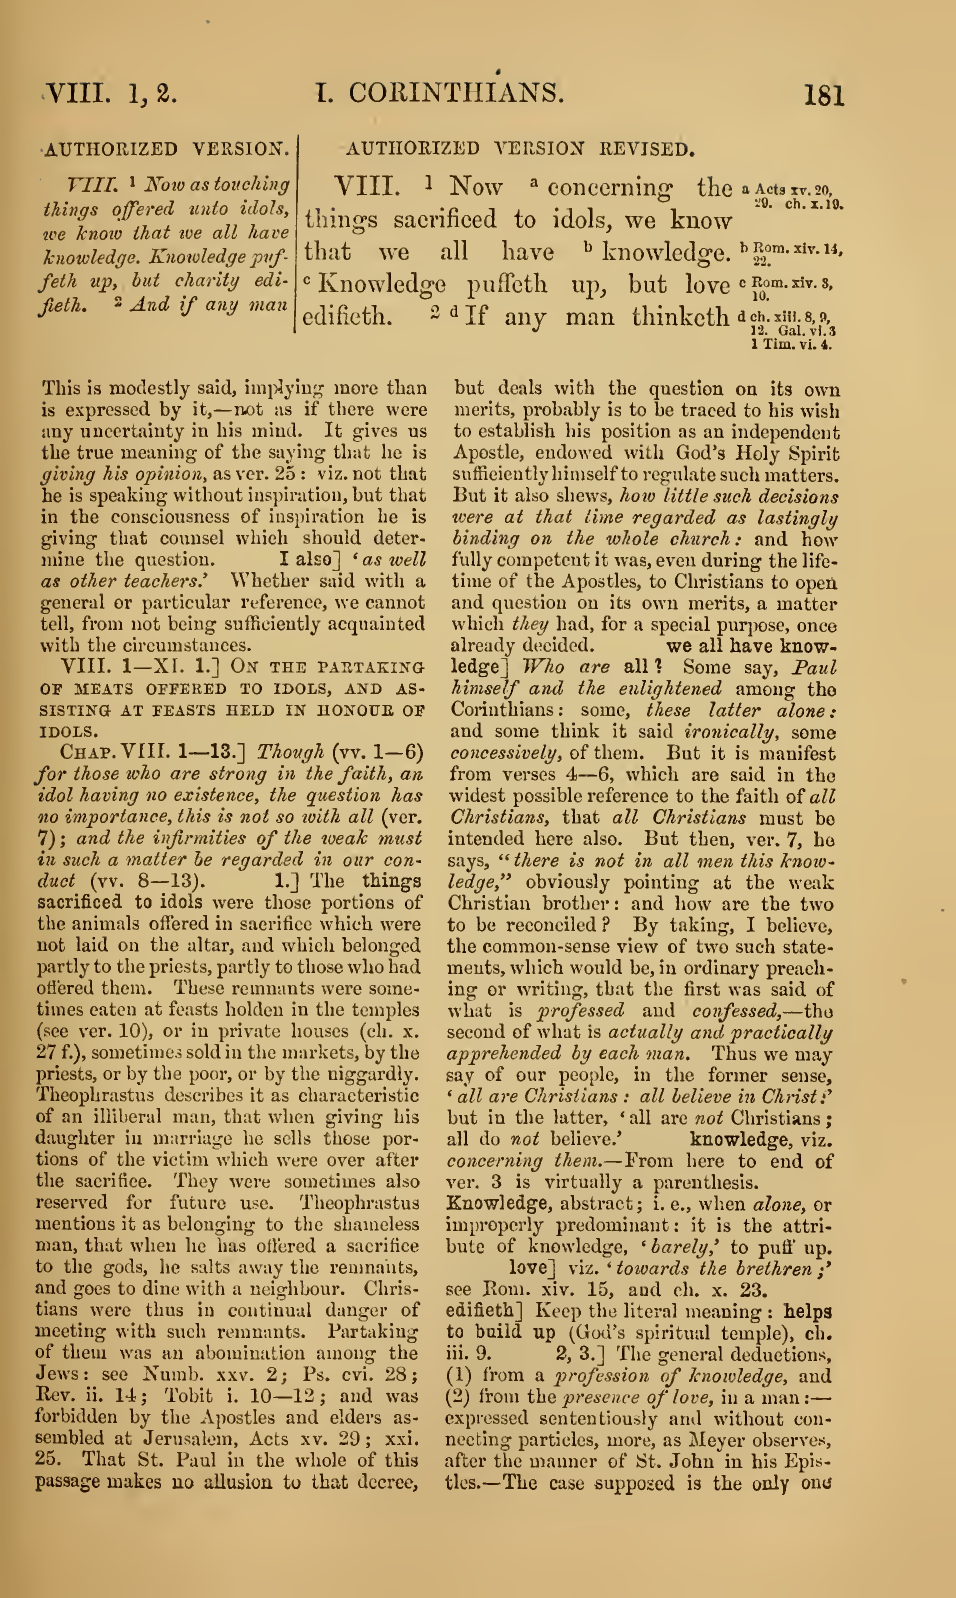 VIII. 1, 2.
I. CORINTHIANS.
181
AUTHORIZED VERSION.
VIII. 1 Now as touching
things offered unto idols,
we know that we all have
knowledge. Knowledge puf-
feth up, but charity edi-
fieth. 2 And if any man
AUTHORIZED VERSION REVISED.
VIII. 1 Now a concerning the
things sacrificed to idols, we know
that we all have b knowledge.
c Knowledge puffeth up, but love
edifieth. 2 d If any man thinketh
a Acts xv. 20,
29. ch. x. 19.
b Rom. xiv. 14,
22.
c Rom. xiv. 3,
10.
d ch. xiii. 8, 9,
12. Gal. vi. 3
1 Tim. vi. 4.
This is modestly said, implying more than
is expressed by it,—not as if there were
any uncertainty in his mind. It gives us
the true meaning of the saying that he is
giving his opinion, as ver. 25: viz. not that
he is speaking without inspiration, but that
in the consciousness of inspiration he is
giving that counsel which should deter-
mine the question. I also] ‘as well
as other teachers.’ Whether said with a
general or particular reference, we cannot
tell, from not being sufficiently acquainted
with the circumstances.
VIII. 1—XI. 1.] ON THE PARTAKING
OF MEATS OFFERED TO IDOLS, AND AS-
SISTING AT FEASTS HELD IN HONOUR OF
IDOLS.
CHAP. VIII. 1—13.] Though (vv. 1—6)
for those who are strong in the faith, an
idol having no existence, the question has
no importance, this is not so with all (ver.
7); and the infirmities of the weak must
in such a matter be regarded in our con-
duct (vv. 8—13). 1.] The things
sacrificed to idols were those portions of
the animals offered in sacrifice which were
not laid on the altar, and which belonged
partly to the priests, partly to those who had
offered them. These remnants were some-
times eaten at feasts holden in the temples
(see ver. 10), or in private houses (ch. x.
27 f.), sometimes sold in the markets, by the
priests, or by the poor, or by the niggardly.
Theophrastus describes it as characteristic
of an illiberal man, that when giving his
daughter in marriage he sells those por-
tions of the victim which were over after
the sacrifice. They were sometimes also
reserved for future use. Theophrastus
mentions it as belonging to the shameless
man, that when he has offered a sacrifice
to the gods, he salts away the remnants,
and goes to dine with a neighbour. Chris-
tians were thus in continual danger of
meeting with such remnants. Partaking
of them was an abomination among the
Jews: see Numb. xxv. 2; Ps. cvi. 28;
Rev. ii. 14; Tobit i. 10—12; and was
forbidden by the Apostles and elders as-
sembled at Jerusalem, Acts xv. 29; xxi.
25. That St. Paul in the whole of this
passage makes no allusion to that decree,
but deals with the question on its own
merits, probably is to be traced to his wish
to establish his position as an independent
Apostle, endowed with God's Holy Spirit
sufficiently himself to regulate such matters.
But it also shews, how little such decisions
were at that time regarded as lastingly
binding on the whole church: and how
fully competent it was, even during the life-
time of the Apostles, to Christians to open
and question on its own merits, a matter
which they had, for a special purpose, once
already decided. we all have know-
ledge] Who are all? Some say, Paul
himself and the enlightened among the
Corinthians: some, these latter alone:
and some think it said ironically, some
concessively, of them. But it is manifest
from verses 4—6, which are said in the
widest possible reference to the faith of all
Christians, that all Christians must be
intended here also. But then, ver. 7, he
says, “there is not in all men this know-
ledge,” obviously pointing at the weak
Christian brother: and how are the two
to be reconciled? By taking, I believe,
the common-sense view of two such state-
ments, which would be, in ordinary preach-
ing or writing, that the first was said of
what is professed and confessed,—the
second of what is actually and practically
apprehended by each man. Thus we may
say of our people, in the former sense,
‘all are Christians: all believe in Christ:’
but in the latter, ‘all are not Christians;
all do not believe.’ knowledge, viz.
concerning them.—From here to end of
ver. 3 is virtually a parenthesis.
Knowledge, abstract; i. e., when alone, or
improperly predominant: it is the attri-
bute of knowledge, ‘barely,’ to puff up.
love] viz. ‘towards the brethren;’
see Rom. xiv. 15, and ch. x. 23.
edifieth] Keep the literal meaning: helps
to build up (God's spiritual temple), ch.
iii. 9. 2, 3.] The general deductions,
(1) from a profession of knowledge, and
(2) from the presence of love, in a man:—
expressed sententiously and without con-
necting particles, more, as Meyer observes,
after the manner of St. John in his Epis-
tles.—The case supposed is the only one